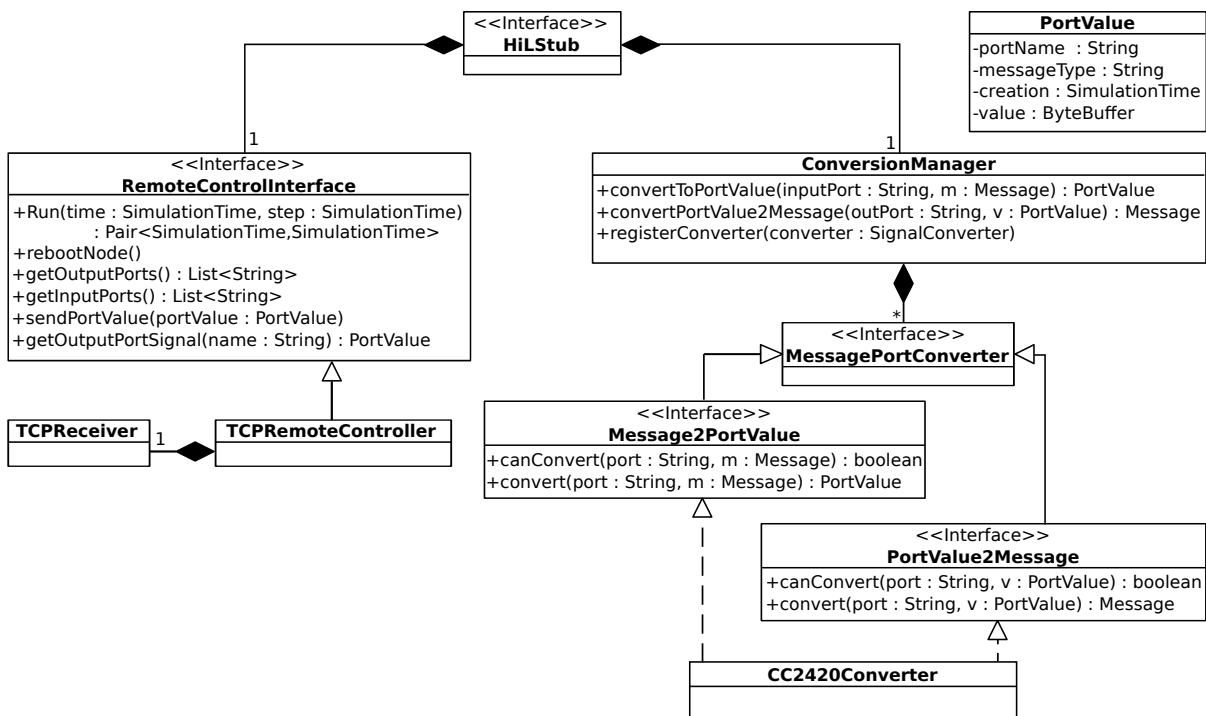 <<Interface>>
HiLStub
PortValue
-portName : String
-messageType : String
-creation : SimulationTime
-value : ByteBuffer
1
1
<<Interface>>
RemoteControlInterface
+Run(time : SimulationTime, step : SimulationTime)
: Pair<SimulationTime,SimulationTime>
+rebootNode()
+getOutputPorts() : List<String>
+getInputPorts() : List<String>
+sendPortValue(portValue : PortValue)
+getOutputPortSignal(name : String) : PortValue
ConversionManager
+convertToPortValue(inputPort : String, m : Message) : PortValue
+convertPortValue2Message(outPort : String, v : PortValue) : Message
+registerConverter(converter : SignalConverter)
*
<<Interface>>
MessagePortConverter
TCPReceiver
1
TCPRemoteController
<<Interface>>
Message2PortValue
+canConvert(port : String, m : Message) : boolean
+convert(port : String, m : Message) : PortValue
<<Interface>>
PortValue2Message
+canConvert(port : String, v : PortValue) : boolean
+convert(port : String, v : PortValue) : Message
CC2420Converter